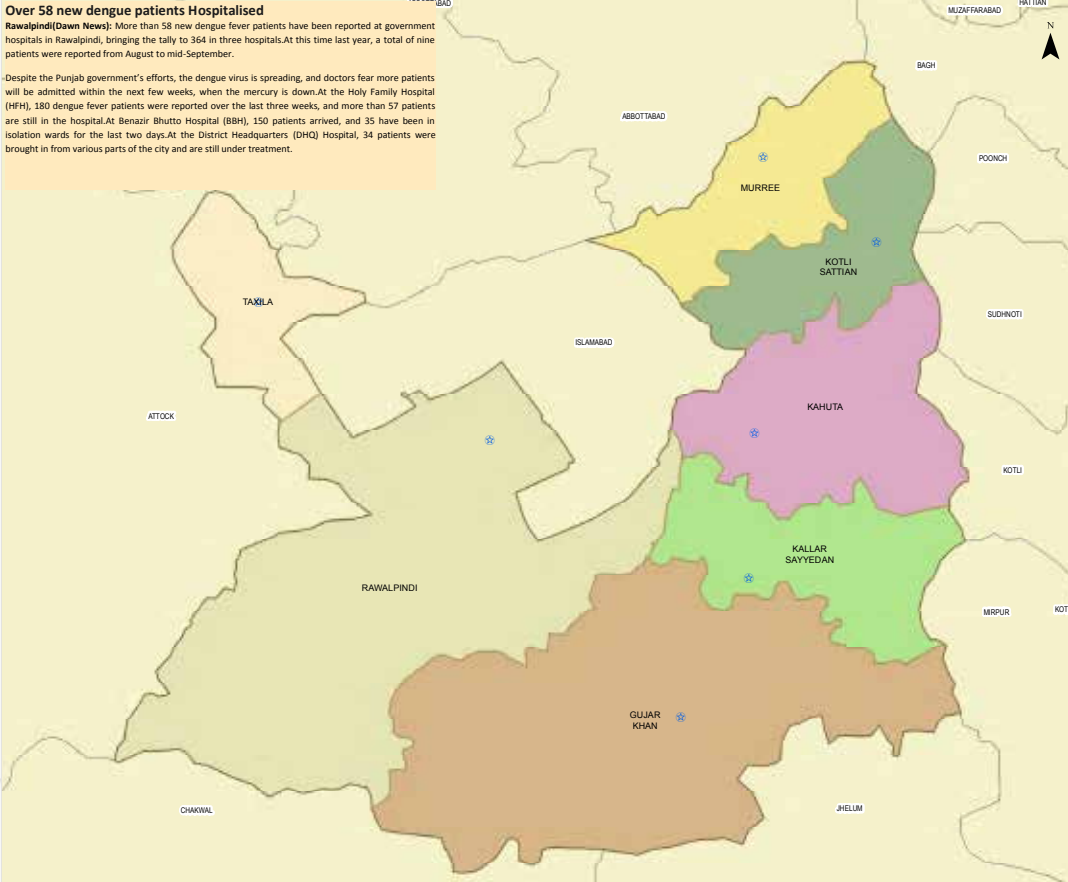 Over 58 new dengue patients Hospitalised
Rawalpindi(Dawn News): More than 58 new dengue fever patients have been reported at government
hospitals in Rawalpindi, bringing the tally to 364 in three hospitals.At this time last year, a total of nine
patients were reported from August to mid-September.
Despite the Punjab government's efforts, the dengue virus is spreading, and doctors fear more patients
will be admitted within the next few weeks, when the mercury is down.At the Holy Family Hospital
(HFH), 180 dengue fever patients were reported over the last three weeks, and more than 57 patients
are still in the hospital.At Benazir Bhutto Hospital (BBH), 150 patients arrived, and 35 have been in
isolation wards for the last two days.At the District Headquarters (DHQ) Hospital, 34 patients were
brought in from various parts of the city and are still under treatment.
MUZAFFARABAD
HATTIAN
N
BAGH
ABBOTTABAD
POONCH
MURREE
KOTLI
SATTIAN
TAXILA
SUDHNOTI
ISLAMABAD
KAHUTA
ATTOCK
KOTLI
KALLAR
SAYYEDAN
RAWALPINDI
MIRPUR
KOT
GUJAR
KHAN
CHAKWAL
JHELUM